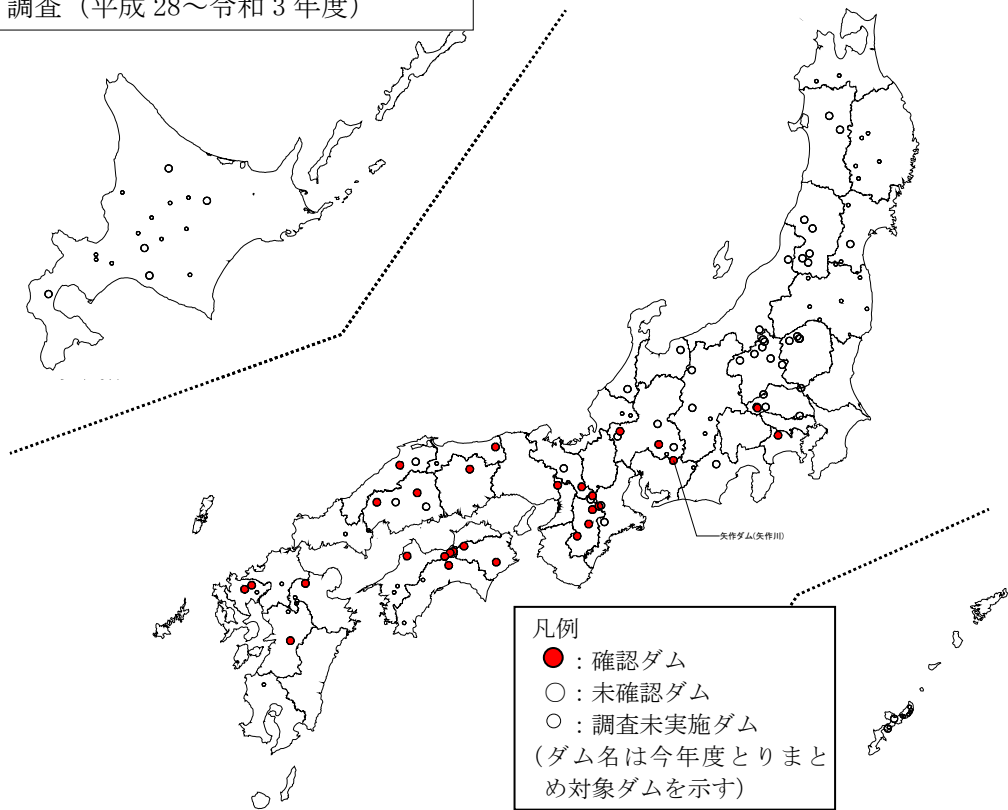 調査（平成 28～令和 3 年度）
矢作ダム(矢作川)
凡例
●：確認ダム
○：未確認ダム
○：調査未実施ダム
(ダム名は今年度とりまと
め対象ダムを示す)